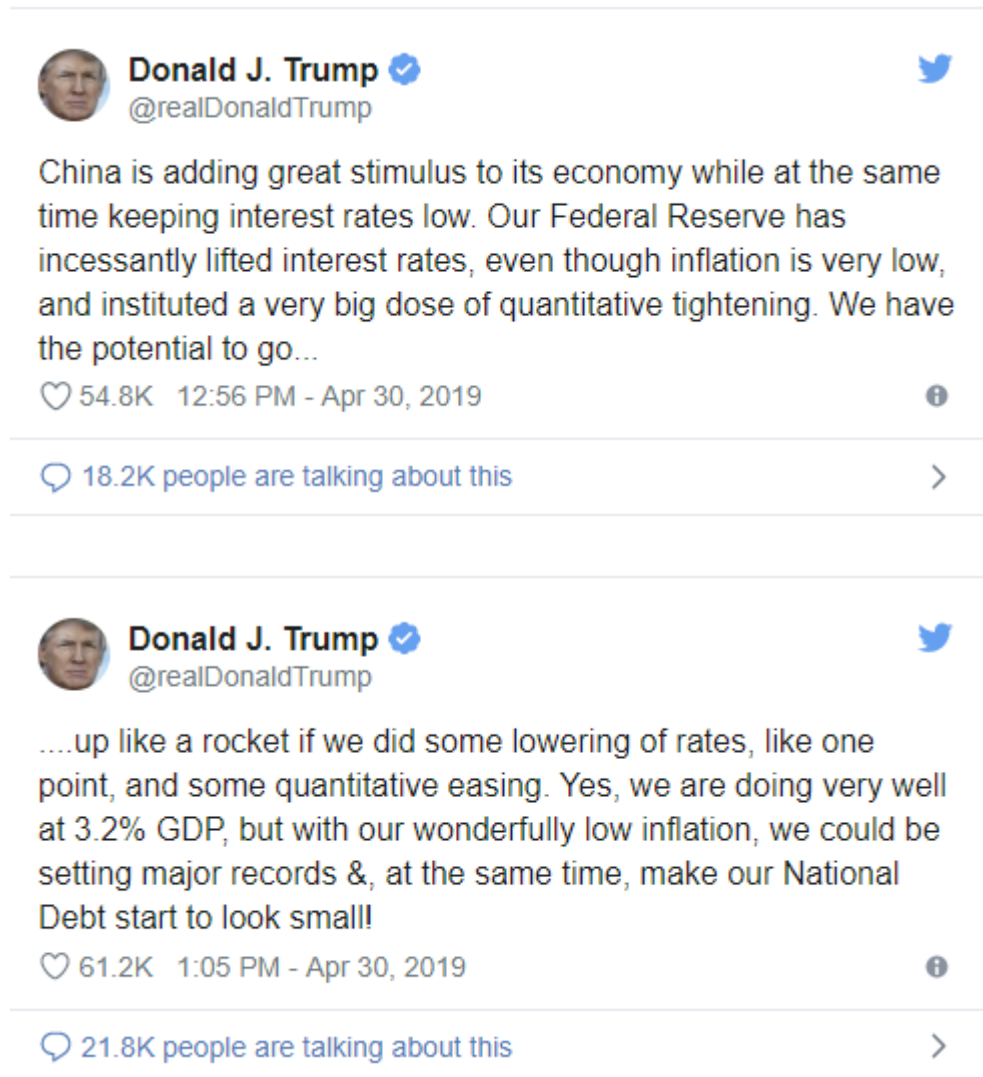 Donald J. Trump
@realDonaldTrump
China is adding great stimulus to its economy while at the same
time keeping interest rates low. Our Federal Reserve has
incessantly lifted interest rates, even though inflation is very low,
and instituted a very big dose of quantitative tightening. We have
the potential to go...
54.8K 12:56 PM - Apr 30, 2019
18.2K people are talking about this
Donald J. Trump
@realDonaldTrump
....up like a rocket if we did some lowering of rates, like one
point, and some quantitative easing. Yes, we are doing very well
at 3.2% GDP, but with our wonderfully low inflation, we could be
setting major records &, at the same time, make our National
Debt start to look small!
61.2K 1:05 PM - Apr 30, 2019
21.8K people are talking about this